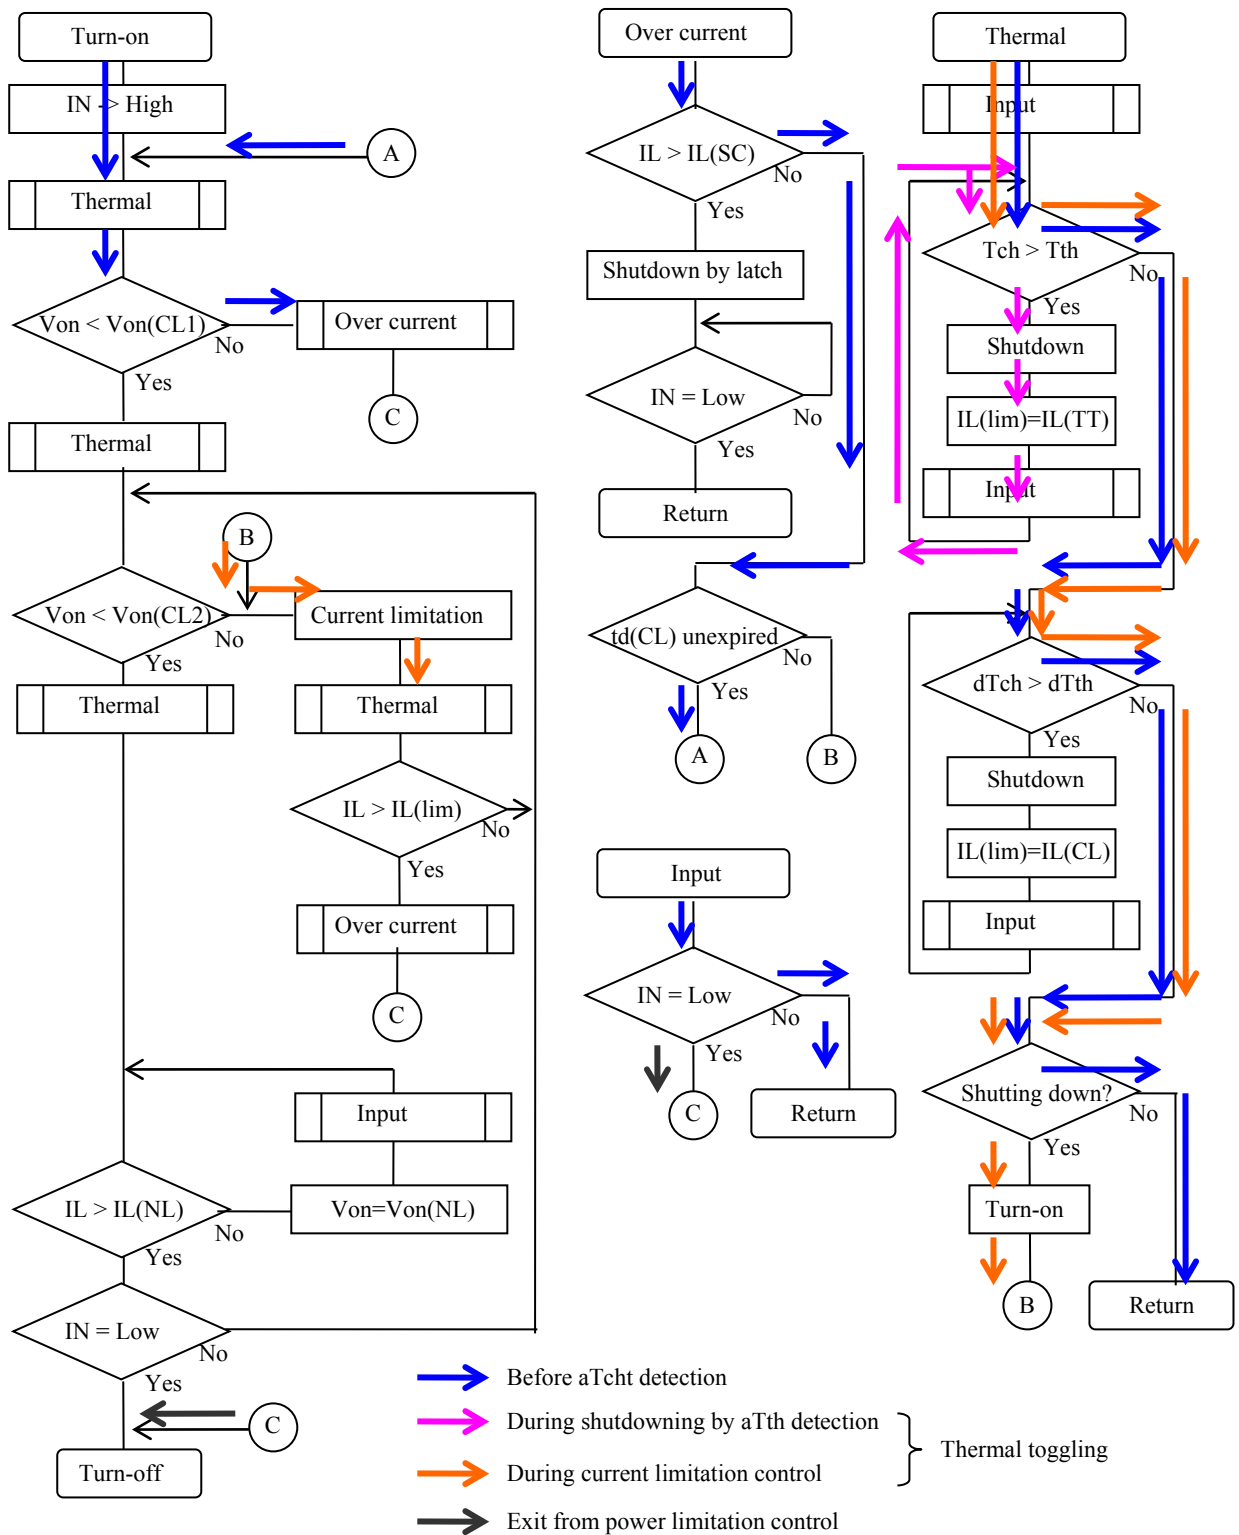 Turn-on
IN -> High
A
Thermal
Von < Von(CL1)
No
Yes
Over current
C
Thermal
B
Von < Von(CL2)
No
Yes
Current limitation
Thermal
Thermal
IL > IL(lim)
No
Yes
Over current
C
Input
Von=Von(NL)
IL > IL(NL)
No
Yes
IN = Low
No
Yes
C
Turn-off
Over current
IL > IL(SC)
No
Yes
Shutdown by latch
IN = Low
No
Yes
Return
td(CL) unexpired
No
Yes
A
B
Input
IN = Low
No
Yes
C
Return
Thermal
Input
Tch > Tth
No
Yes
Shutdown
IL(lim)=IL(TT)
Input
dTch > dTth
No
Yes
Shutdown
IL(lim)=IL(CL)
Input
Shutting down?
No
Yes
Turn-on
B
Return
Before aTcht detection
During shutdowning by aTth detection
During current limitation control
Thermal toggling
Exit from power limitation control